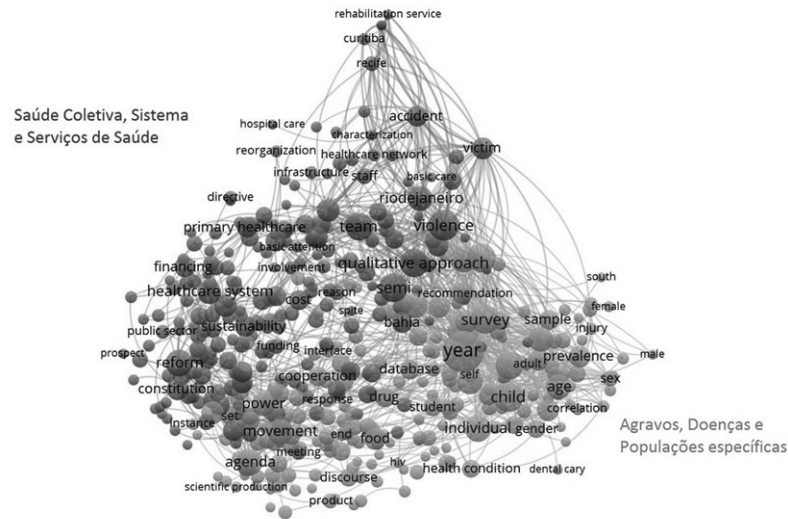 rehabilitation service
curitiba
recife
Saúde Coletiva, Sistema
e Serviços de Saúde
accident
hospital care
characterization
victim
reorganization
healthcare network
infrastructure
staff
basic care
directive
riodejaneiro
primary healthcare
team
violence
basic attention
financing
involvement
qualitative approach
south
healthcare system
reason
semi
recommendation
cost
spite
female
public sector
sustainability
bahia
survey
sample
injury
prospect
funding
interface
year
male
reform
database
self
adult
prevalence
constitution
cooperation
sex
power
response
drug
child
age
set
student
correlation
Instance
movement
end
food
individual
gender
Agravos, Doenças e
Populações específicas
meeting
agenda
hiv
health condition
dental cary
scientific production
discourse
product